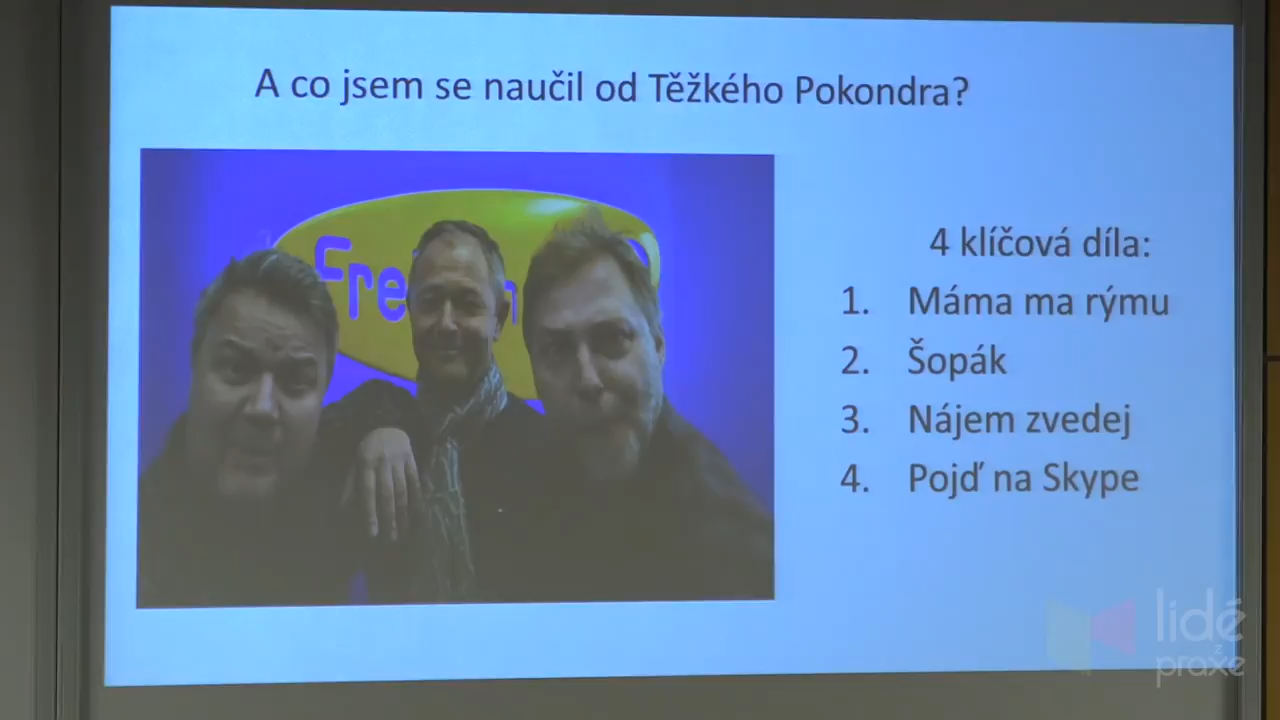 A co jsem se naučil od Těžkého Pokondra?
4 klíčová díla:
1. Máma ma rýmu
2. Šopák
3. Nájem zvedej
4. Pojď na Skype
lidé
z
praxe